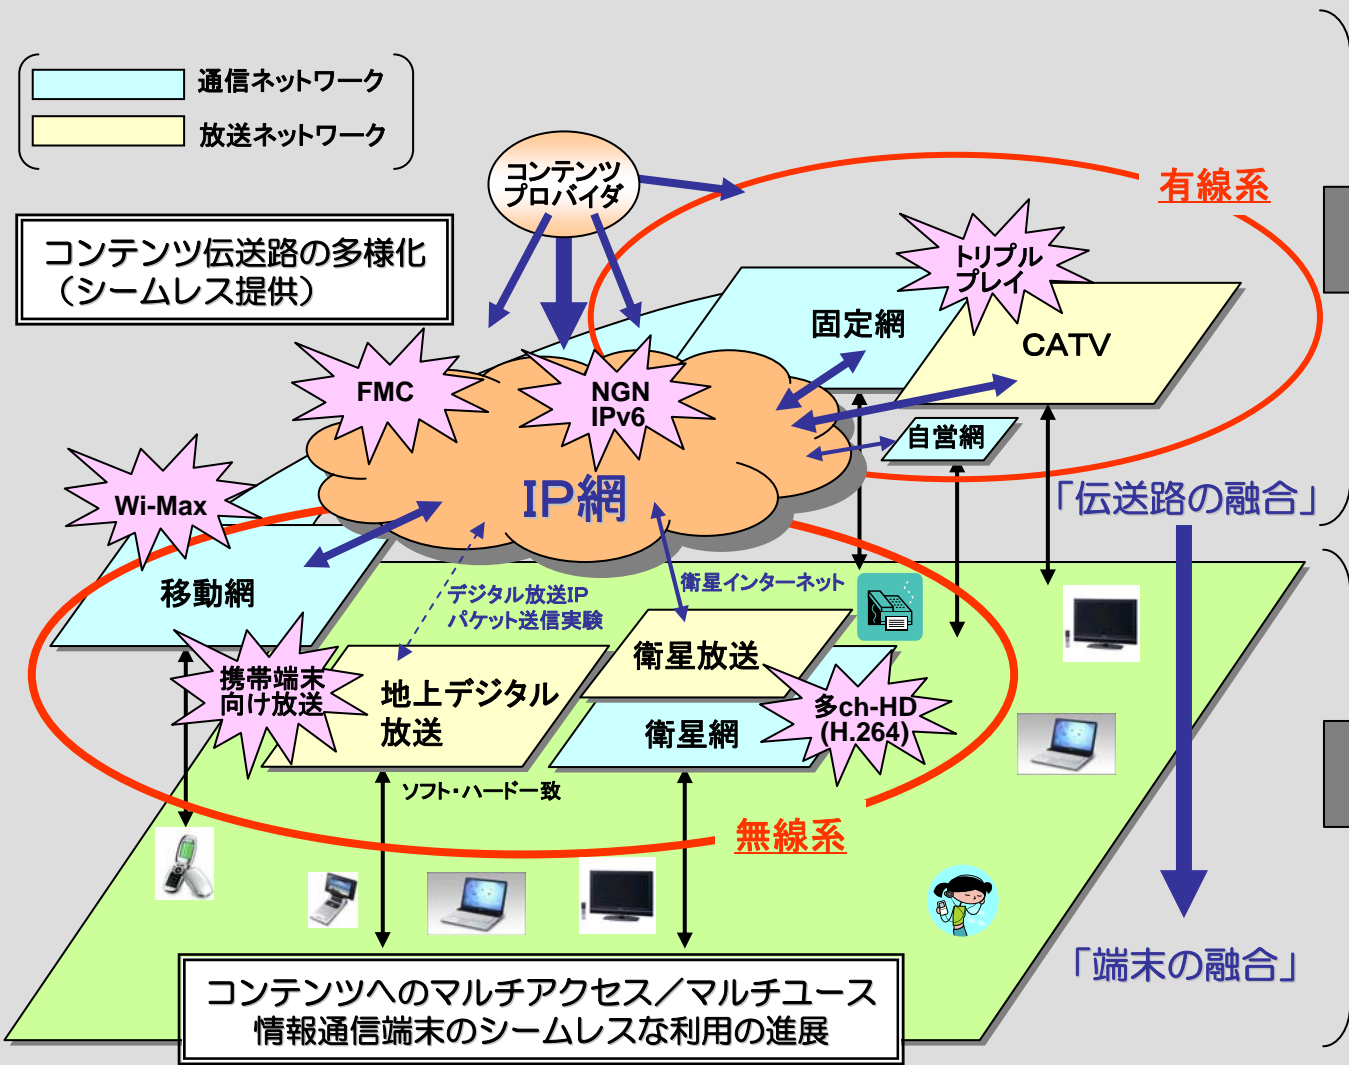 通信ネットワーク
放送ネットワーク
コンテンツ
プロバイダ
有線系
コンテンツ伝送路の多様化
（シームレス提供）
トリプル
プレイ
固定網
CATV
FMC
NGN
IPv6
自営網
Wi-Max
IP網
「伝送路の融合」
移動網
デジタル放送IP
パケット送信実験
衛星インターネット
衛星放送
携帯端末
向け放送
地上デジタル
放送
多ch-HD
(H.264)
衛星網
ソフト・ハード一致
無線系
「端末の融合」
コンテンツへのマルチアクセス／マルチユース
情報通信端末のシームレスな利用の進展